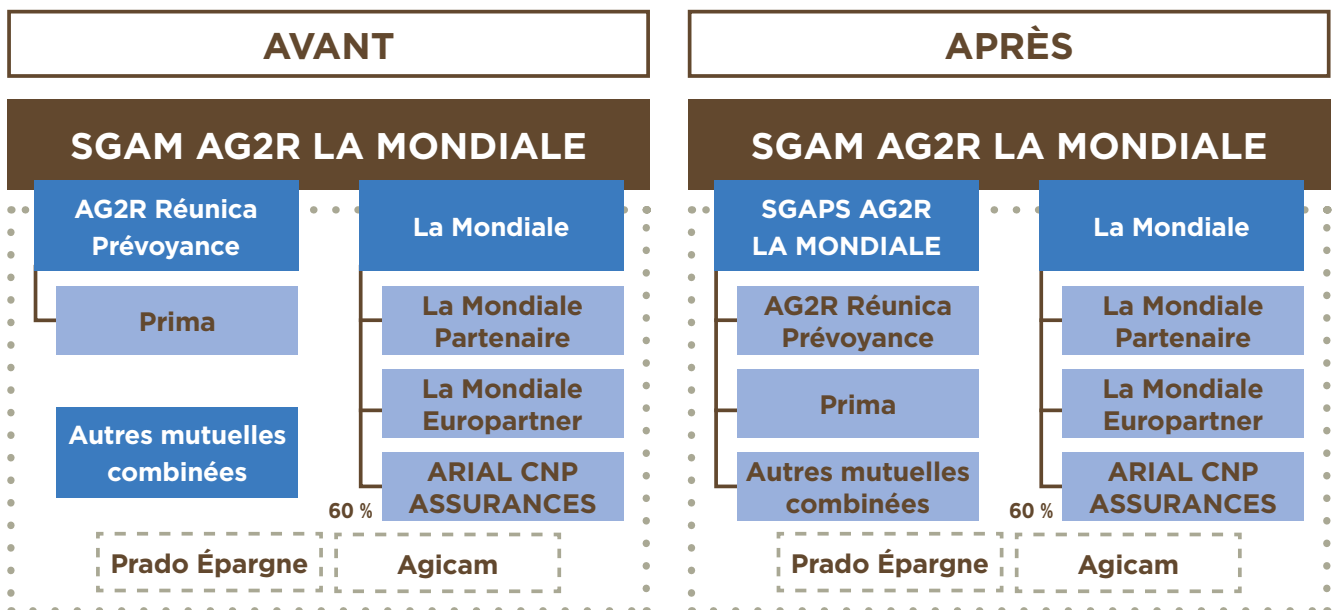 AVANT
SGAM AG2R LA MONDIALE
AG2R Réunica
Prévoyance
Prima
Autres mutuelles
combinées
La Mondiale
La Mondiale
Partenaire
La Mondiale
Europartner
60 %
ARIAL CNP
ASSURANCES
Prado Épargne
Agicam
APRÈS
SGAM AG2R LA MONDIALE
SGAPS AG2R
LA MONDIALE
AG2R Réunica
Prévoyance
Prima
Autres mutuelles
combinées
La Mondiale
La Mondiale
Partenaire
La Mondiale
Europartner
60 %
ARIAL CNP
ASSURANCES
Prado Épargne
Agicam